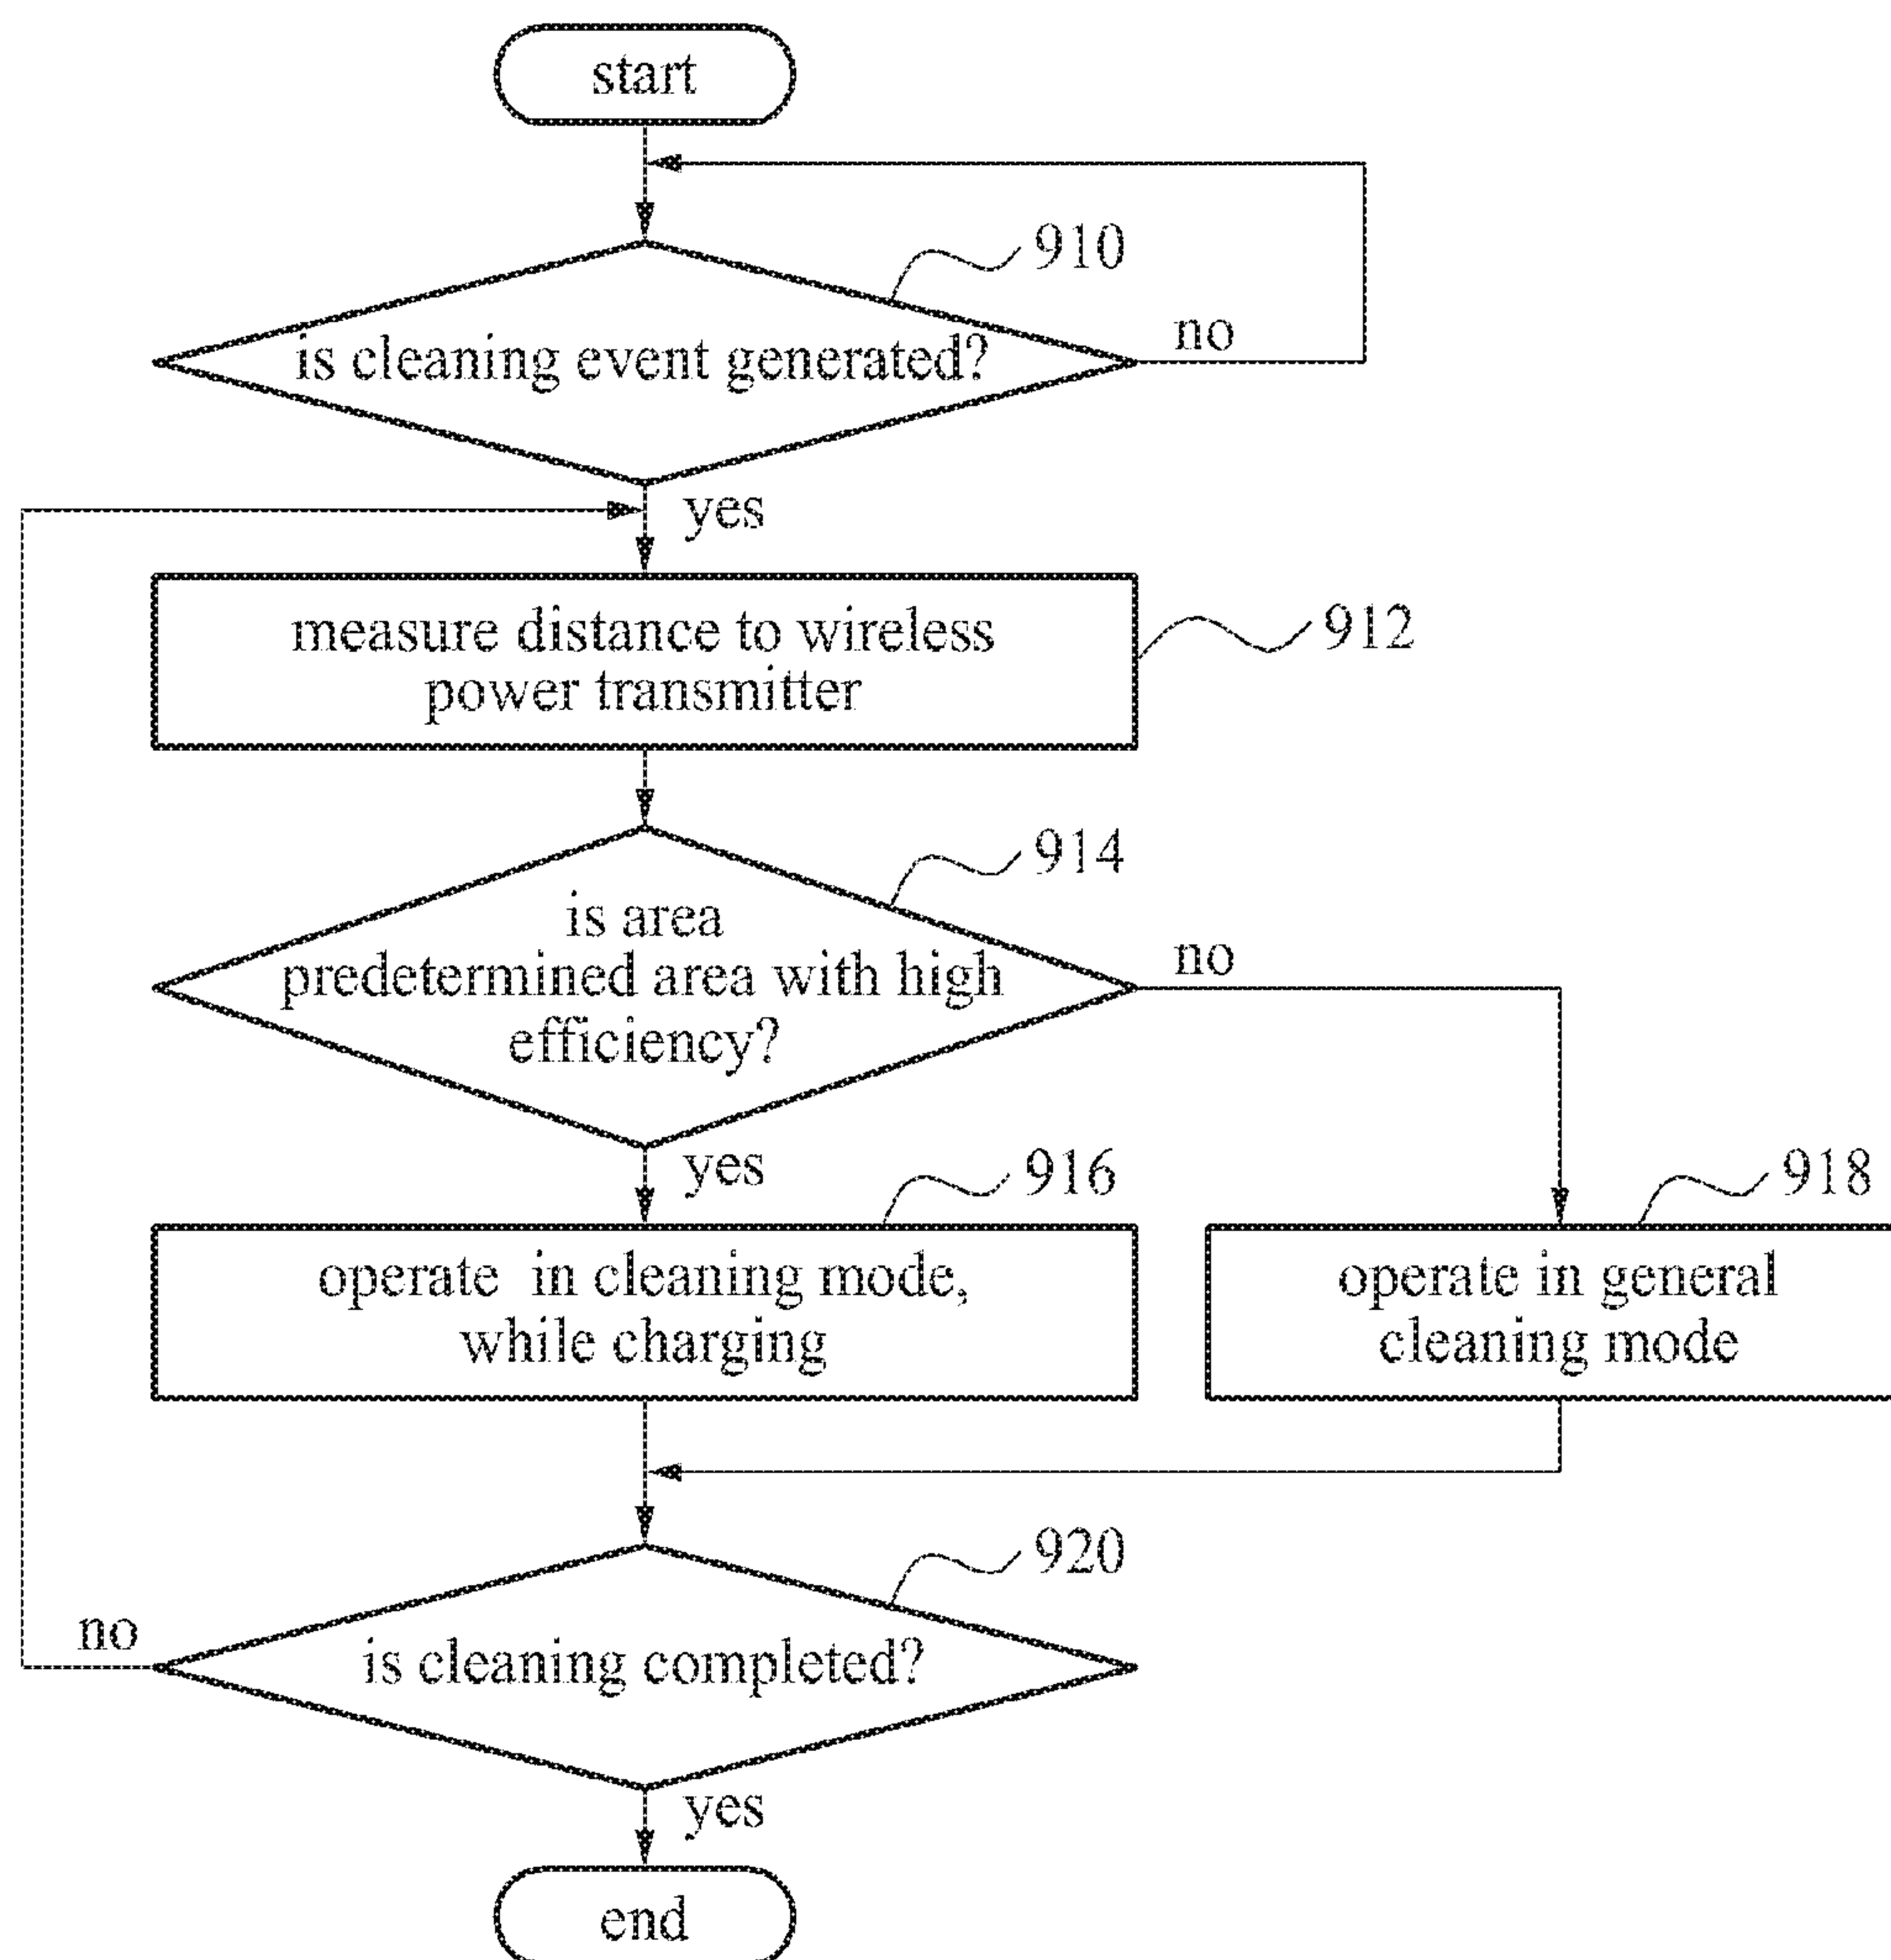 start
910
is cleaning event generated?
no
yes
measure distance to wireless
power transmitter
912
914
is area
predetermined area with high
efficiency?
no
yes
916
918
operate in cleaning mode,
while charging
operate in general
cleaning mode
920
no
is cleaning completed?
yes
end